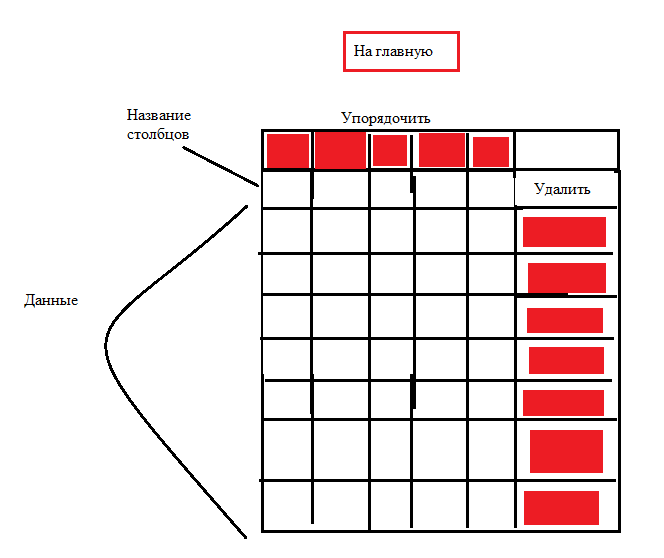 На главную
Название
столбцов
Упорядочить
Удалить
Данные